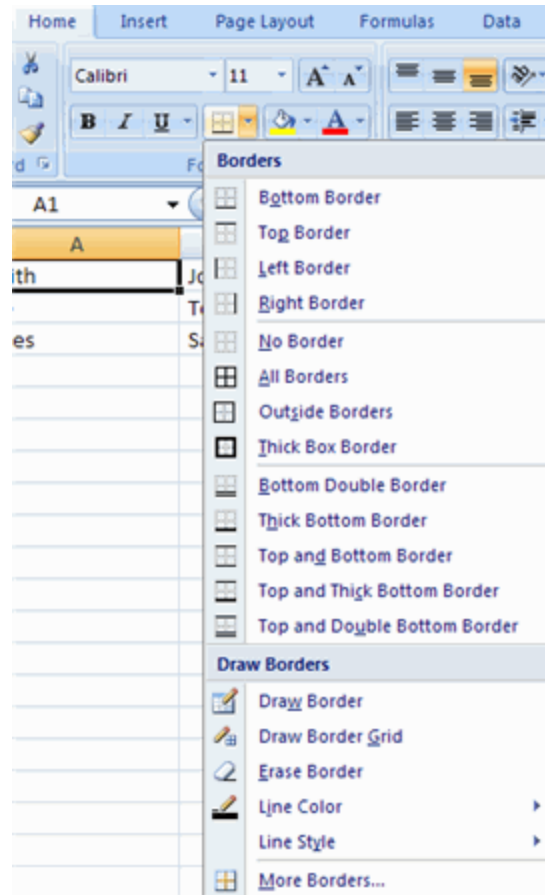 Home Insert Page Layout Formulas Data
Calibri 11 A A
B I U A
d
A1
A
ith
es
Borders
Bottom Border
Top Border
Left Border
Right Border
No Border
All Borders
Outside Borders
Thick Box Border
Bottom Double Border
Thick Bottom Border
Top and Bottom Border
Top and Thick Bottom Border
Top and Double Bottom Border
Draw Borders
Draw Border
Draw Border Grid
Erase Border
Line Color
Line Style
More Borders...